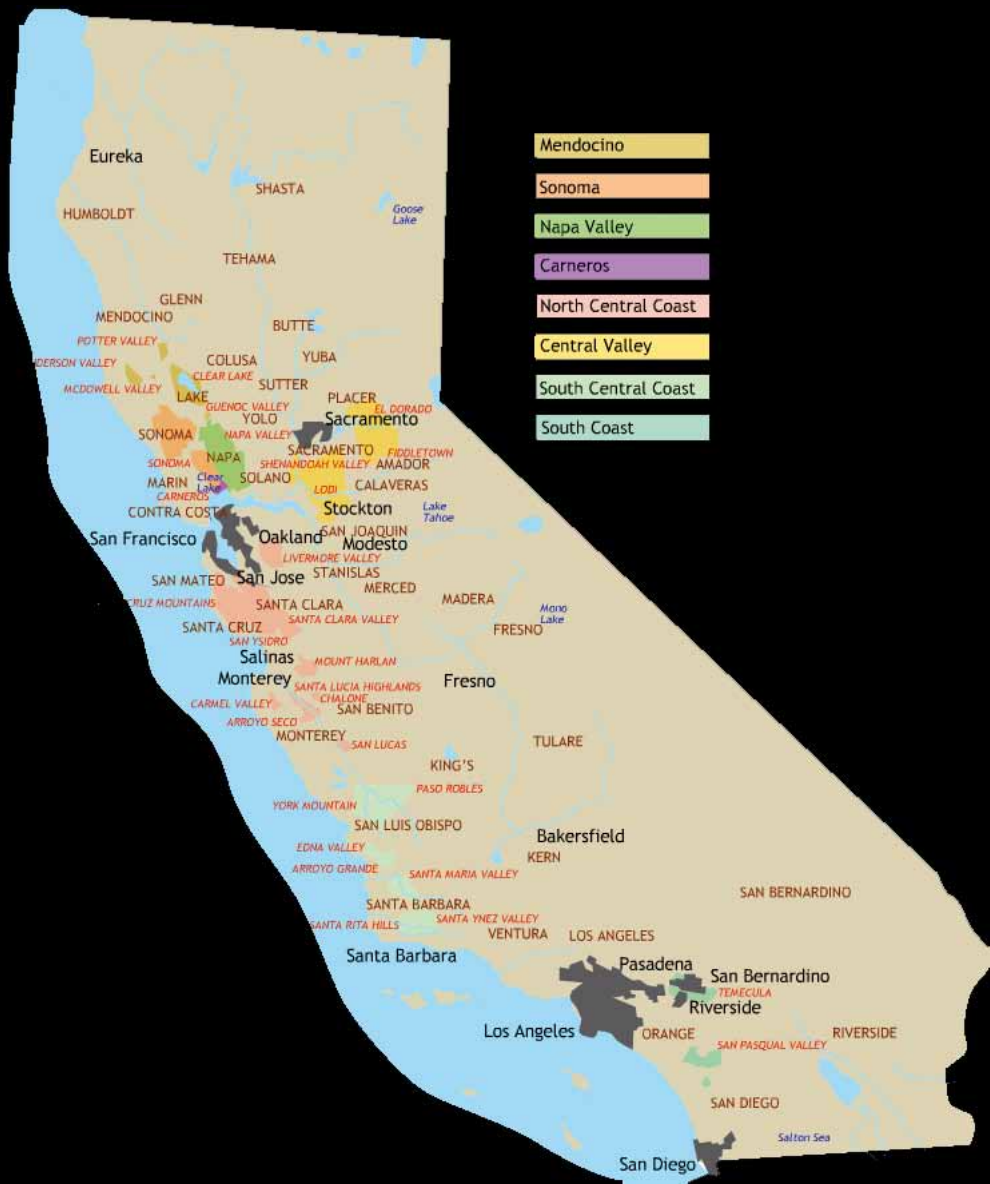 Eureka
HUMBOLDT
SHASTA
Goose
Lake
TEHAMA
GLENN
MENDOCINO
BUTTE
POTTER VALLEY
YUBA
COLUSA
DERSON VALLEY
CLEAR LAKE
SUTTER
MCDOWELL VALLEY
LAKE
PLACER
GUENOC VALLEY
EL DORADO
YOLO
Sacramento
SONOMA
NAPA VALLEY
SACRAMENTO
FIDDLETOWN
NAPA
SONOMA
SHENANDOAH VALLEY
AMADOR
MARIN
Clear
Lake
SOLANO
CALAVERAS
CARNEROS
LODI
CONTRA COSTA
Stockton
Lake
Tahoe
San Francisco
Oakland
SAN JOAQUIN
Modesto
LIVERMORE VALLEY
SAN MATEO
San Jose
STANISLAS
MERCED
CRUZ MOUNTAINS
SANTA CLARA
MADERA
Mono
Lake
SANTA CRUZ
SANTA CLARA VALLEY
FRESNO
SAN YSIDRO
Salinas
MOUNT HARLAN
Monterey
SANTA LUCIA HIGHLANDS
Fresno
CARMEL VALLEY
CHALONE
SAN BENITO
ARROYO SECO
MONTEREY
SAN LUCAS
TULARE
KING'S
PASO ROBLES
YORK MOUNTAIN
SAN LUIS OBISPO
Bakersfield
EDNA VALLEY
KERN
ARROYO GRANDE
SANTA MARIA VALLEY
SAN BERNARDINO
SANTA BARBARA
SANTA RITA HILLS
SANTA YNEZ VALLEY
VENTURA
LOS ANGELES
Santa Barbara
Pasadena
San Bernardino
TEMECULA
Riverside
Los Angeles
ORANGE
RIVERSIDE
SAN PASQUAL VALLEY
SAN DIEGO
Salton Sea
San Diego
Mendocino
Sonoma
Napa Valley
Carneros
North Central Coast
Central Valley
South Central Coast
South Coast